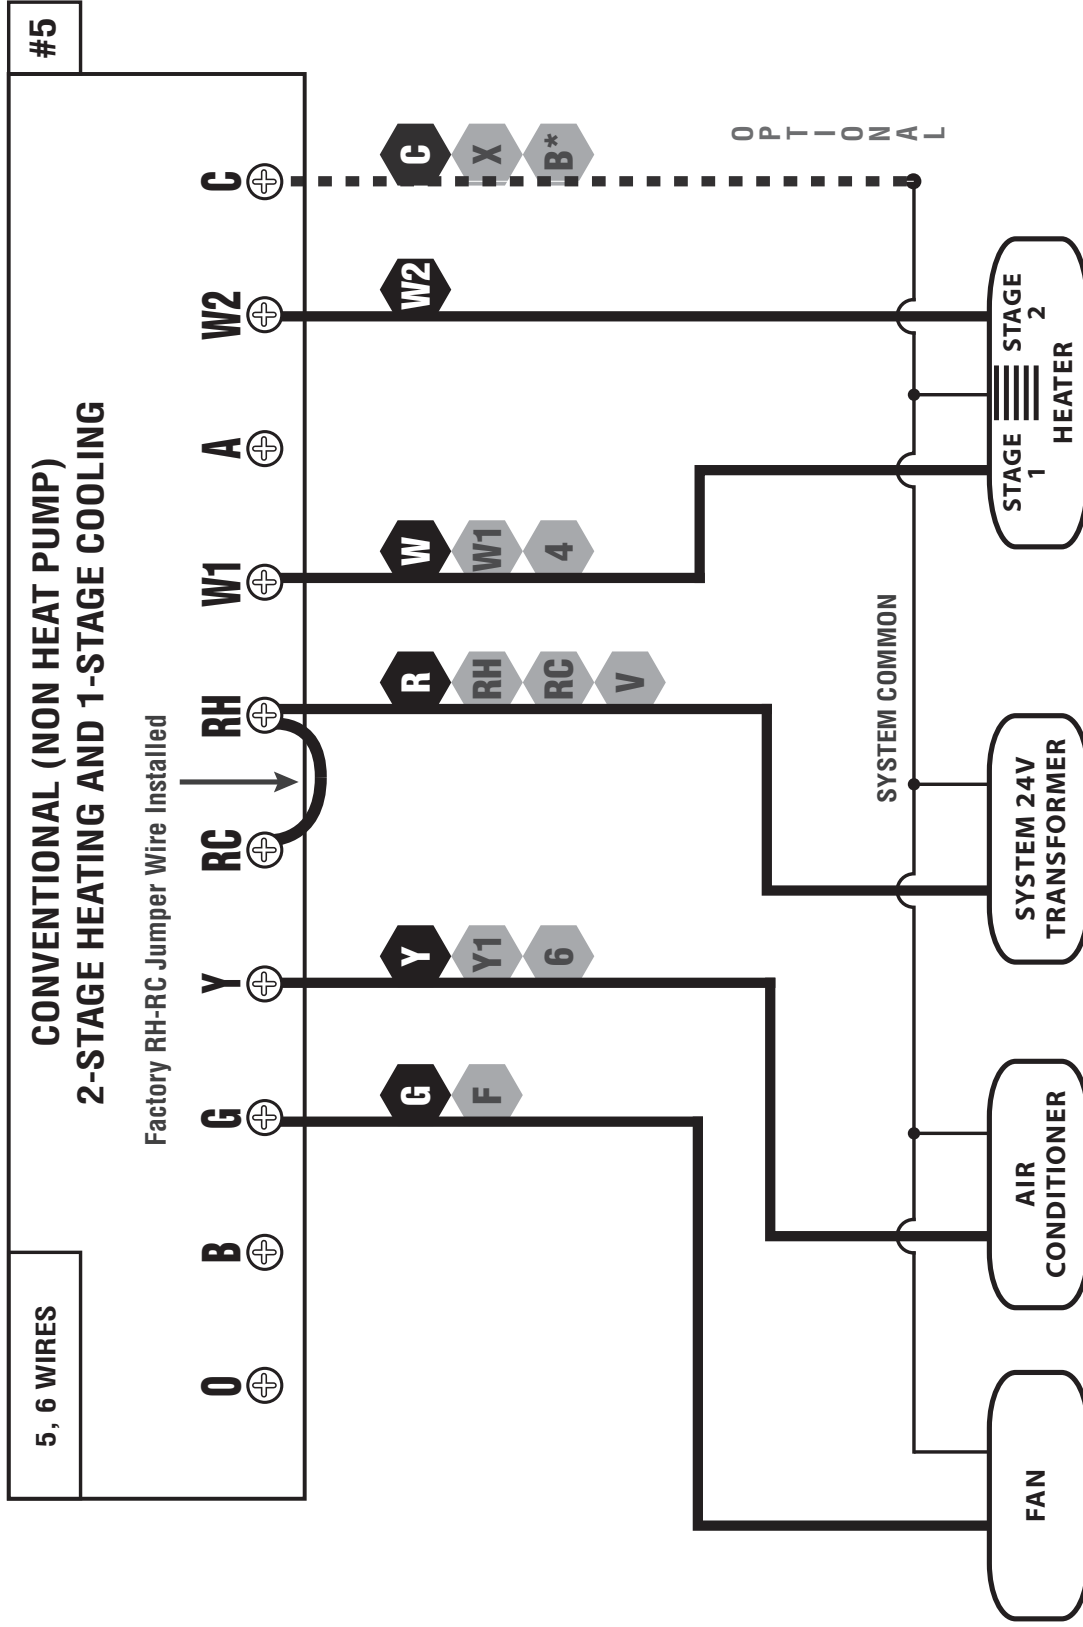 5, 6 WIRES
#5
CONVENTIONAL (NON HEAT PUMP)
2-STAGE HEATING AND 1-STAGE COOLING
Factory RH-RC Jumper Wire Installed
O B G Y RC RH W1 A W2 C
G Y R W W2 C
F Y1 RH W1 X
6 RC 4 B*
V
OPTIONAL
SYSTEM COMMON
FAN
AIR
CONDITIONER
SYSTEM 24V
TRANSFORMER
STAGE
1
STAGE
2
HEATER